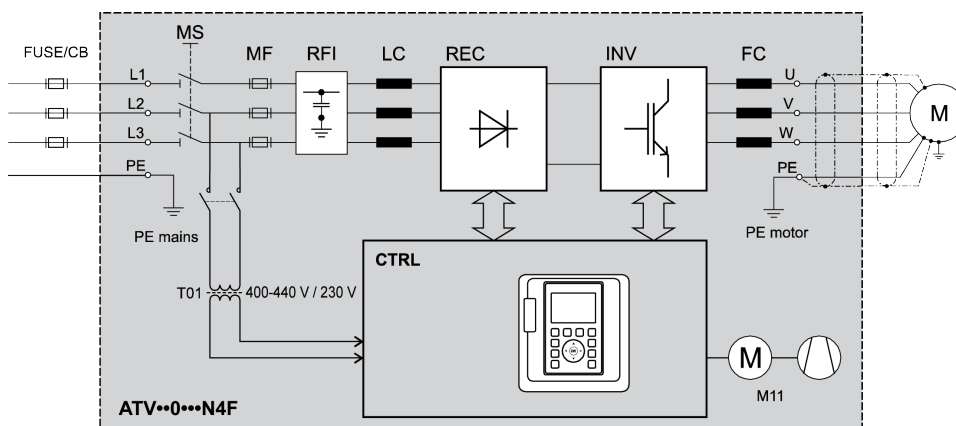 FUSE/CB
MS
MF
RFI
LC
REC
INV
FC
L1
L2
L3
PE
U
V
W
PE
M
PE mains
PE motor
CTRL
T01
400-440 V / 230 V
OK
M
M11
ATV••0•••N4F